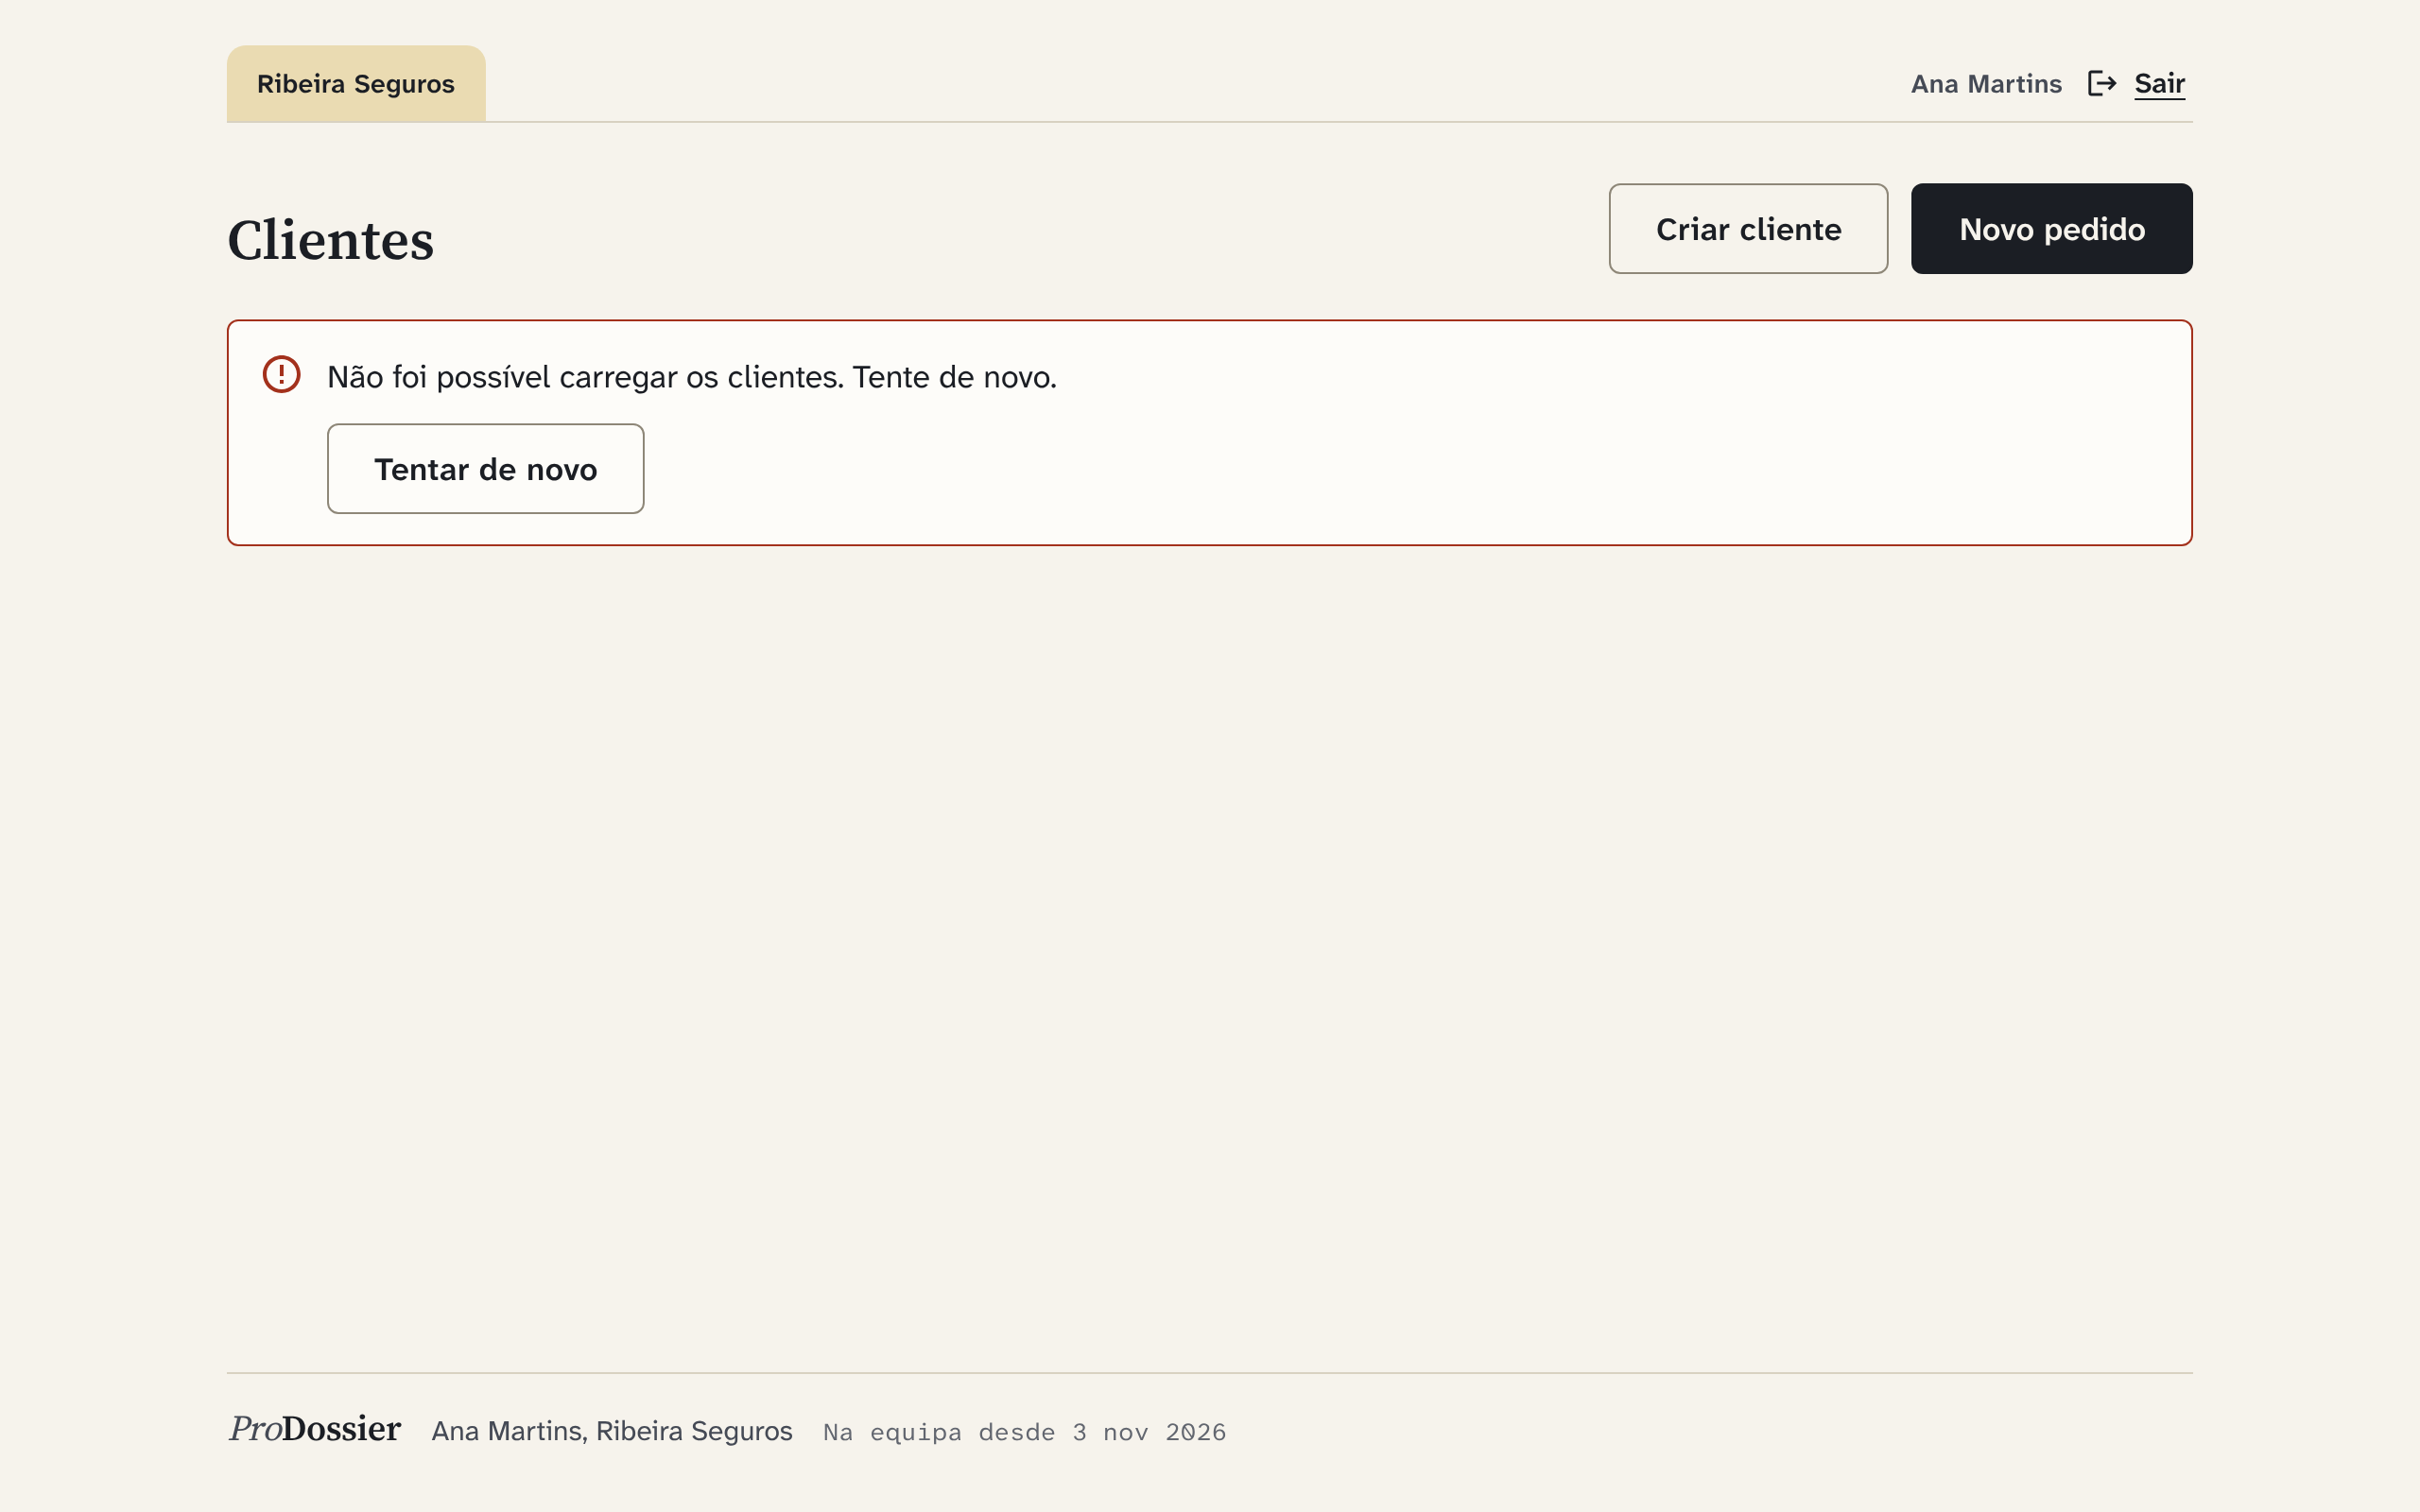 Ribeira Seguros
Ana Martins
Sair
Clientes
Criar cliente
Novo pedido
Não foi possível carregar os clientes. Tente de novo.
Tentar de novo
ProDossier Ana Martins, Ribeira Seguros Na equipa desde 3 nov 2026